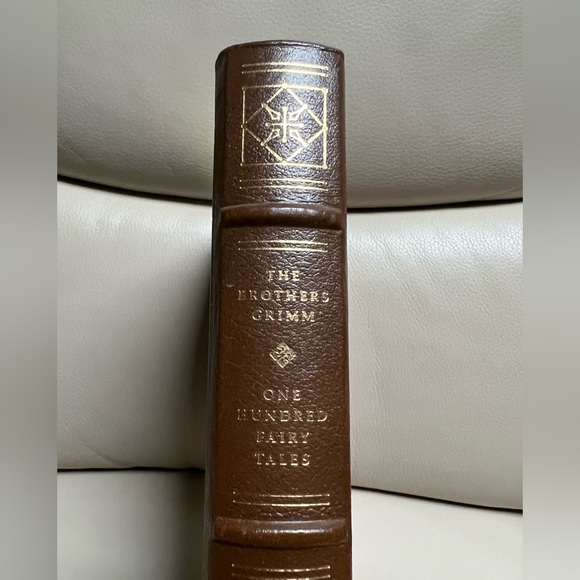 THE
BROTHERS
GRIMM
ONE
HUNDRED
FAIRY
TALES